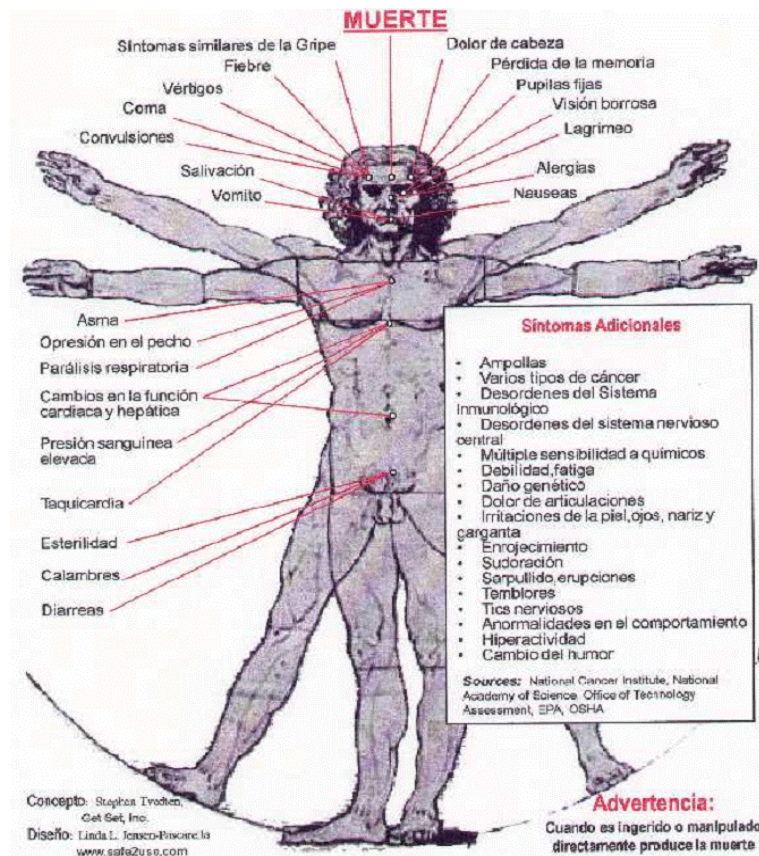 MUERTE
Síntomas similares de la Gripe
Fiebre
Vértigos
Coma
Convulsiones
Salivación
Vomito
Dolor de cabeza
Pérdida de la memoria
Pupilas fijas
Visión borrosa
Lagrimeo
Alergias
Nauseas
Asma
Opresión en el pecho
Parálisis respiratoria
Cambios en la función
cardiaca y hepática
Presión sanguínea
elevada
Taquicardia
Esterilidad
Calambres
Diarreas
Síntomas Adicionales
• Ampollas
• Varios tipos de cáncer
• Desordenes del Sistema
Inmunológico
• Desordenes del sistema nervioso
central
• Múltiple sensibilidad a químicos
• Debilidad,fatiga
• Daño genético
• Dolor de articulaciones
• Irritaciones de la piel,ojos, nariz y
garganta
• Enrojecimiento
• Sudoración
• Sarpullido,erupciones
• Temblores
• Tics nerviosos
• Anormalidades en el comportamiento
• Hiperactividad
• Cambio del humor
Sources: National Cancer Institute, National
Academy of Science, Office of Technology
Assessment, EPA, OSHA
Concepto: Stephen
Get Set, Inc.
Diseño: Linda L.
www.safe2use.com
Advertencia:
Cuando es ingerido o manipulado
directamente produce la muerte